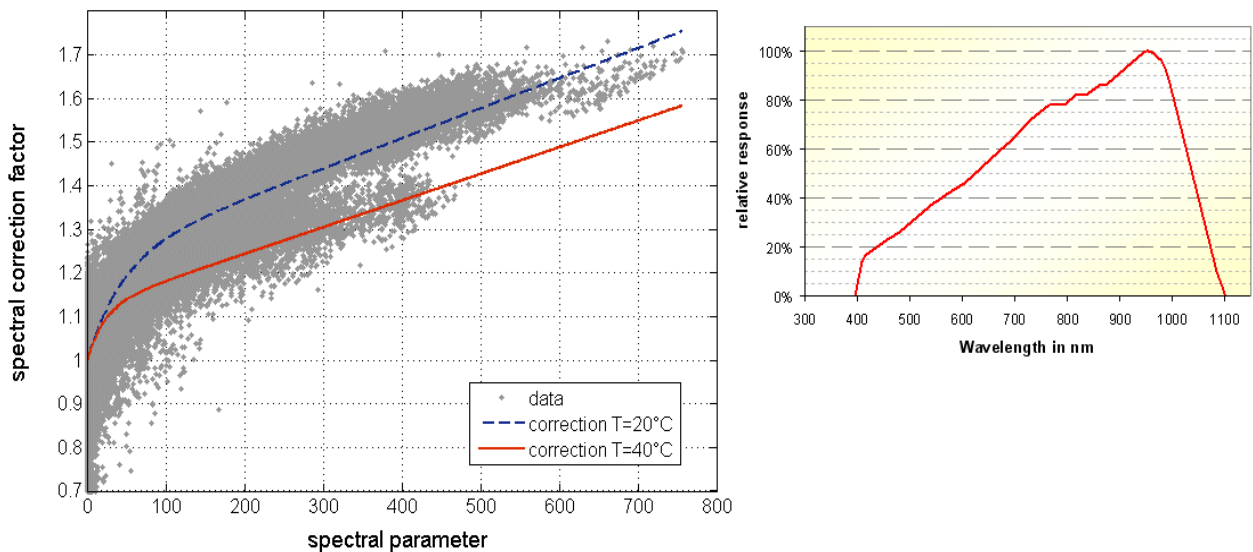 spectral correction factor
1.7
1.6
1.5
1.4
1.3
1.2
1.1
1
0.9
0.8
0.7
0 100 200 300 400 500 600 700 800
spectral parameter
data
correction T=20°C
correction T=40°C
relative response
100%
80%
60%
40%
20%
0%
300 400 500 600 700 800 900 1000 1100
Wavelength in nm